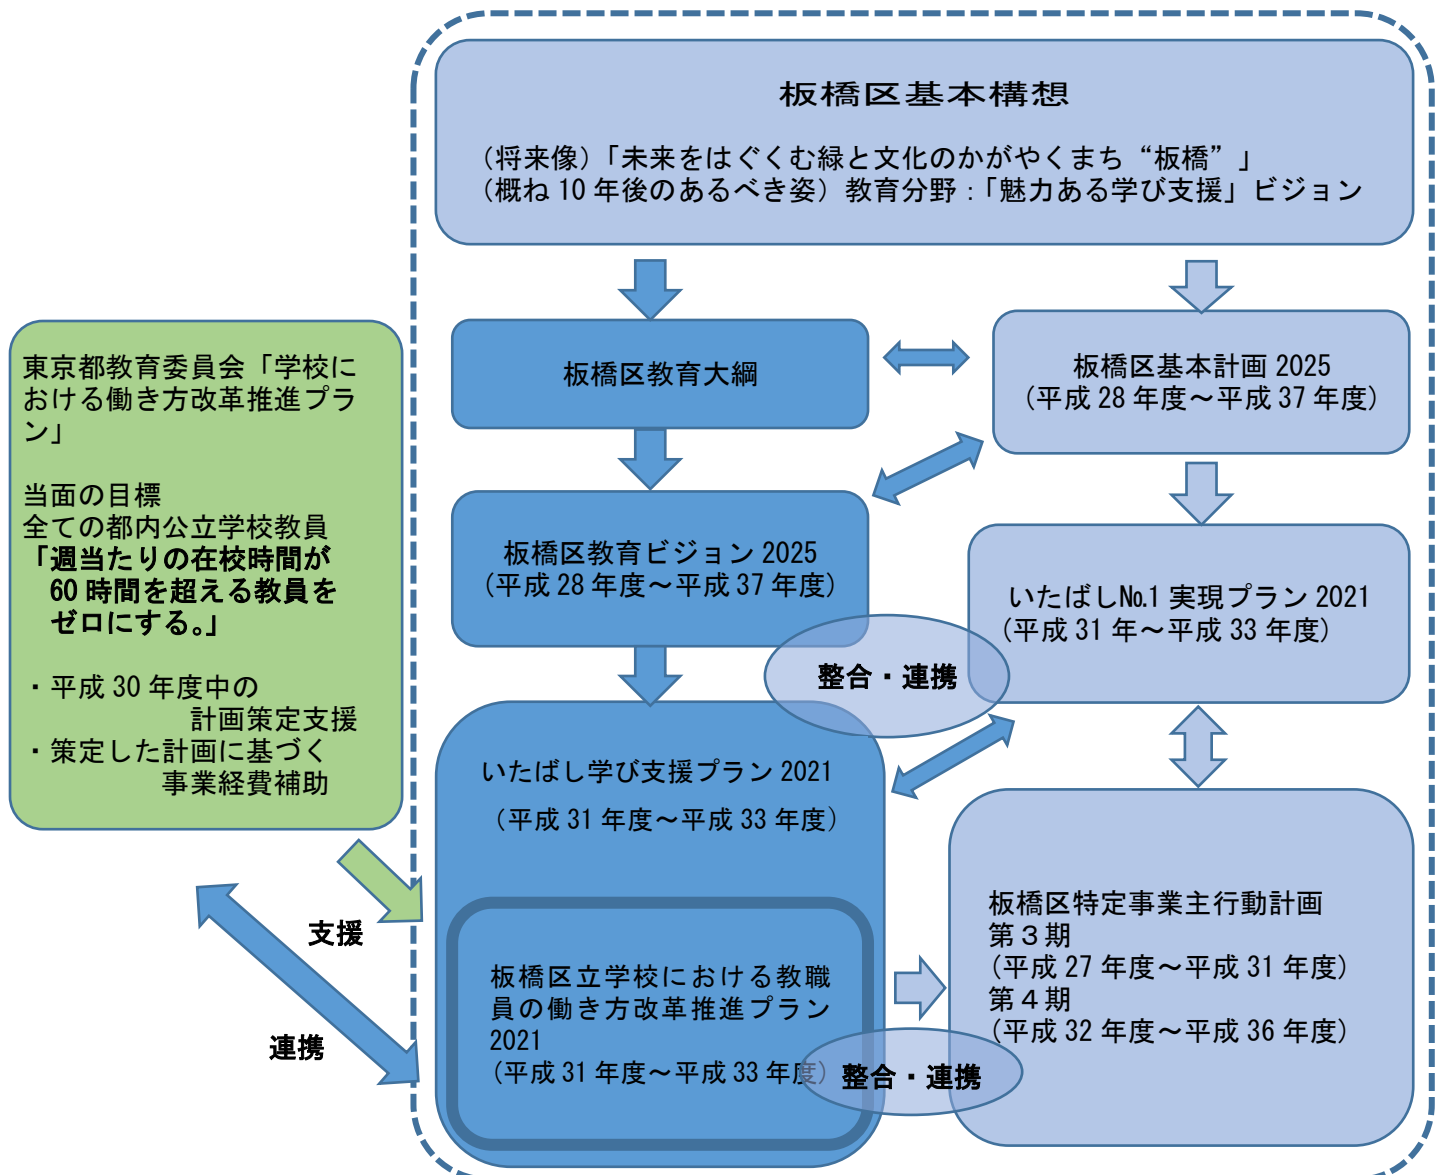 板橋区基本構想
（将来像）「未来をはぐくむ緑と文化のかがやくまち“板橋”」
（概ね 10 年後のあるべき姿）教育分野：「魅力ある学び支援」ビジョン
東京都教育委員会「学校に
おける働き方改革推進プラ
ン」
当面の目標
全ての都内公立学校教員
「週当たりの在校時間が
60 時間を超える教員を
ゼロにする。」
・平成 30 年度中の
計画策定支援
・策定した計画に基づく
事業経費補助
板橋区教育大綱
板橋区基本計画 2025
（平成 28 年度～平成 37 年度）
板橋区教育ビジョン 2025
（平成 28 年度～平成 37 年度）
いたばし№1 実現プラン 2021
（平成 31 年～平成 33 年度）
整合・連携
いたばし学び支援プラン 2021
（平成 31 年度～平成 33 年度）
支援
連携
板橋区立学校における教職
員の働き方改革推進プラン
2021
（平成 31 年度～平成 33 年度）
整合・連携
板橋区特定事業主行動計画
第３期
（平成 27 年度～平成 31 年度）
第４期
（平成 32 年度～平成 36 年度）